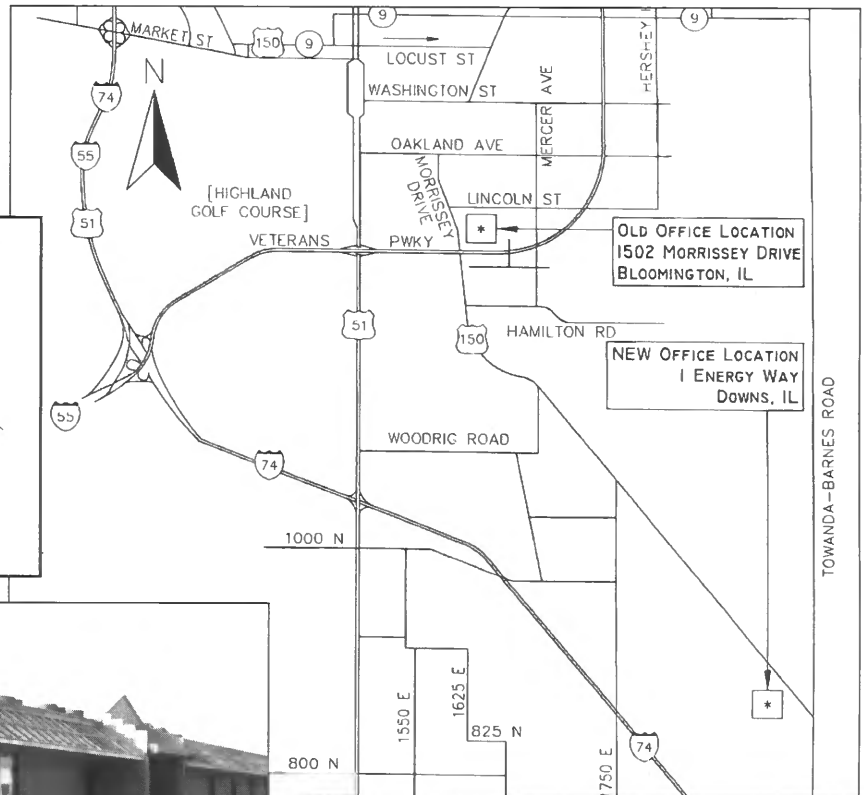 9
9
MARKET ST
150
9
LOCUST ST
WASHINGTON ST
N
74
MERCER AVE
OAKLAND AVE
55
MORRISSEY
DRIVE
[HIGHLAND
GOLF COURSE]
LINCOLN ST
51
VETERANS PWKY
OLD OFFICE LOCATION
1502 MORRISSEY DRIVE
BLOOMINGTON, IL
51
150
HAMILTON RD
NEW OFFICE LOCATION
1 ENERGY WAY
DOWNS, IL
55
TOWANDA-BARNES ROAD
WOODRIG ROAD
74
1000 N
1550 E
1625 E
825 N
74
800 N
1750 E
HERSHEY